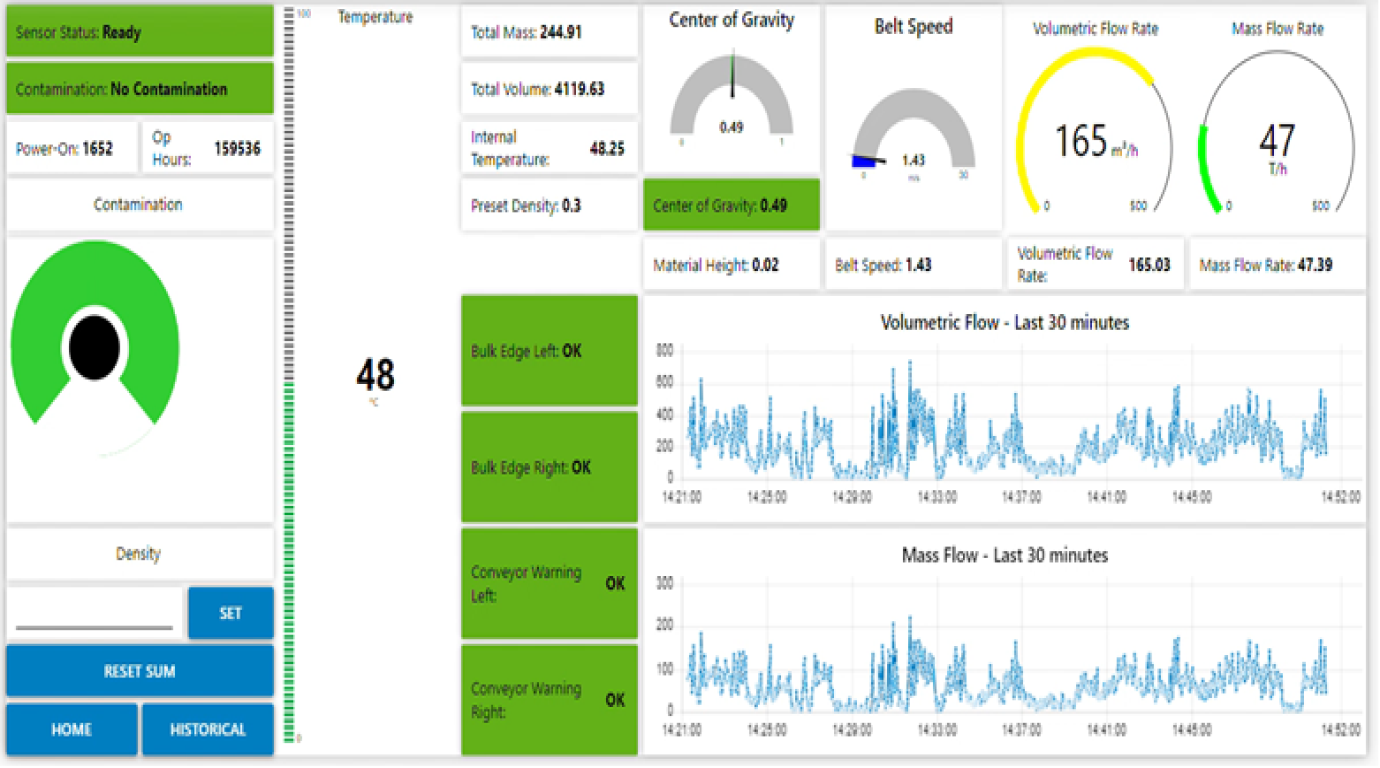 Sensor Status: Ready
Contamination: No Contamination
Power-On: 1652
Op
Hours:
159536
Contamination
Density
SET
RESET SUM
HOME
HISTORICAL
100
0
Temperature
48
°C
Total Mass: 244.91
Total Volume: 4119.63
Internal
Temperature:
48.25
Preset Density: 0.3
Bulk Edge Left: OK
Bulk Edge Right: OK
Conveyor Warning
Left:
OK
Conveyor Warning
Right:
OK
Center of Gravity
0.49
0
1
Center of Gravity: 0.49
Material Height: 0.02
Belt Speed
1.43
m/s
0
30
Belt Speed: 1.43
Volumetric Flow Rate
165 m³/h
0
500
Volumetric Flow
Rate:
165.03
Mass Flow Rate
47
T/h
0
500
Mass Flow Rate: 47.39
Volumetric Flow - Last 30 minutes
800
600
400
200
0
14:21:00 14:25:00 14:29:00 14:33:00 14:37:00 14:41:00 14:45:00 14:52:00
Mass Flow - Last 30 minutes
300
200
100
0
14:21:00 14:25:00 14:29:00 14:33:00 14:37:00 14:41:00 14:45:00 14:52:00